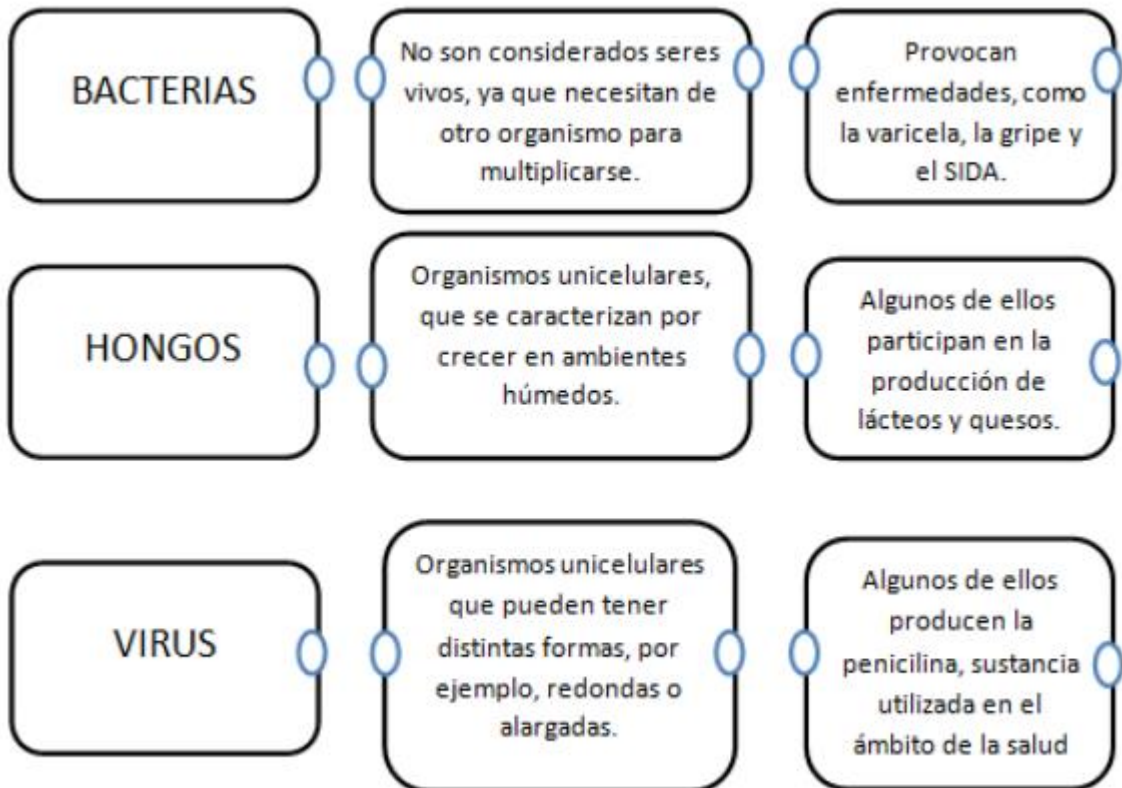 BACTERIAS
No son considerados seres
vivos, ya que necesitan de
otro organismo para
multiplicarse.
Provocan
enfermedades, como
la varicela, la gripe y
el SIDA.
HONGOS
Organismos unicelulares,
que se caracterizan por
crecer en ambientes
húmedos.
Algunos de ellos
participan en la
producción de
lácteos y quesos.
VIRUS
Organismos unicelulares
que pueden tener
distintas formas, por
ejemplo, redondas o
alargadas.
Algunos de ellos
producen la
penicilina, sustancia
utilizada en el
ámbito de la salud